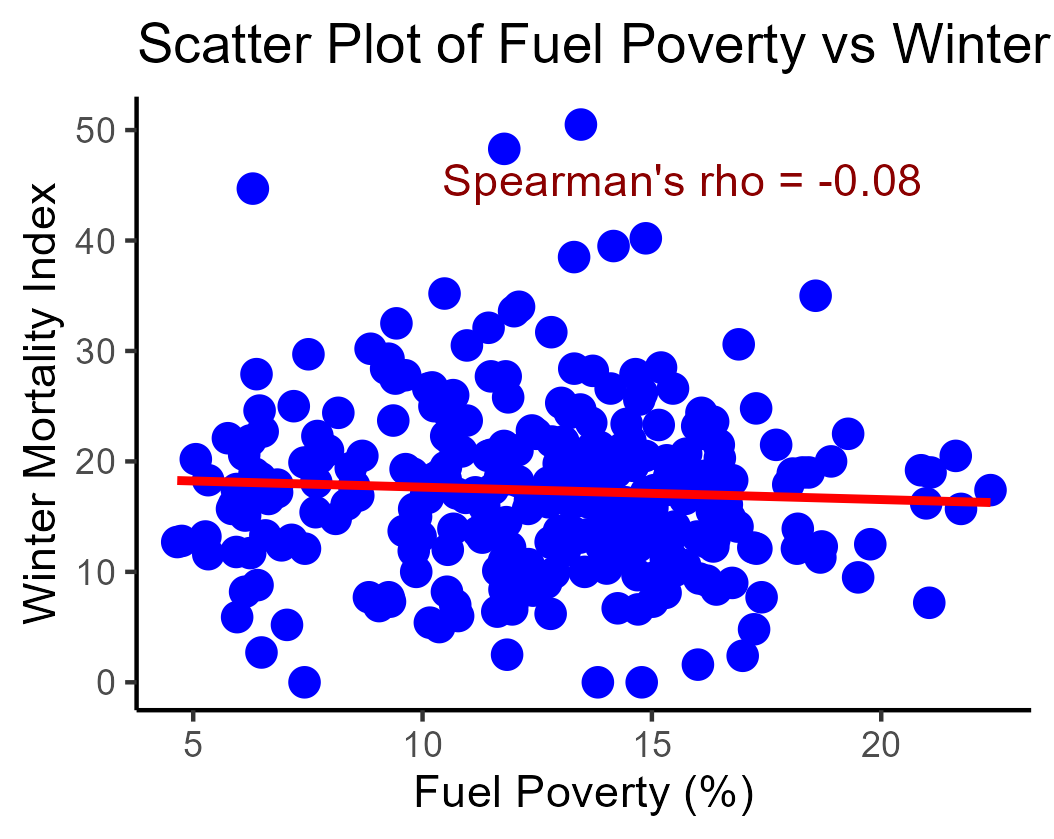 Scatter Plot of Fuel Poverty vs Winter
50
Spearman's rho = -0.08
40
30
20
10
0
Winter Mortality Index
5 10 15 20
Fuel Poverty (%)